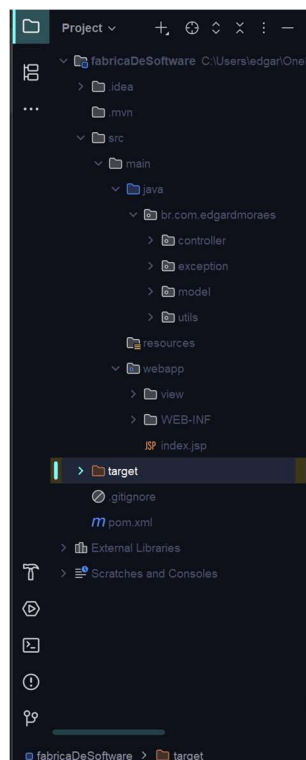 Project
fabricaDeSoftware C:\Users\edgar\One
.idea
.mvn
src
main
java
br.com.edgardmoraes
controller
exception
model
utils
resources
webapp
view
WEB-INF
JSP index.jsp
target
.gitignore
m pom.xml
External Libraries
Scratches and Consoles
fabricaDeSoftware > target